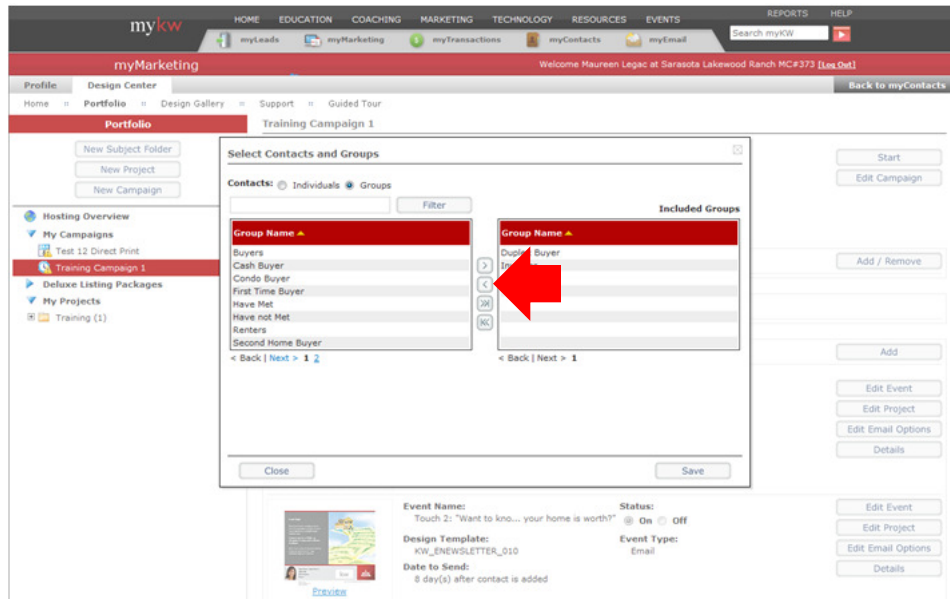 mykw
HOME EDUCATION COACHING MARKETING TECHNOLOGY RESOURCES EVENTS
REPORTS HELP
myLeads myMarketing myTransactions myContacts myEmail
Search myKW
myMarketing
Welcome Maureen Legac at Sarasota Lakewood Ranch MC#373 [Log Out]
Profile Design Center
Back to myContacts
Home Portfolio Design Gallery Support Guided Tour
Portfolio
Training Campaign 1
New Subject Folder
New Project
New Campaign
Hosting Overview
My Campaigns
Test 12 Direct Print
Training Campaign 1
Deluxe Listing Packages
My Projects
Training (1)
Select Contacts and Groups
Contacts: Individuals Groups
Filter
Included Groups
Group Name
Buyers
Cash Buyer
Condo Buyer
First Time Buyer
Have Met
Have not Met
Renters
Second Home Buyer
< Back | Next > 1 2
>
<
Group Name
Buyer
< Back | Next > 1
Close
Save
Start
Edit Campaign
Add / Remove
Add
Edit Event
Edit Project
Edit Email Options
Details
Event Name:
Touch 2: "Want to kno... your home is worth?"
Status:
On Off
Design Template:
KW_ENEWSLETTER_010
Event Type:
Email
Date to Send:
8 day(s) after contact is added
Preview
Edit Event
Edit Project
Edit Email Options
Details